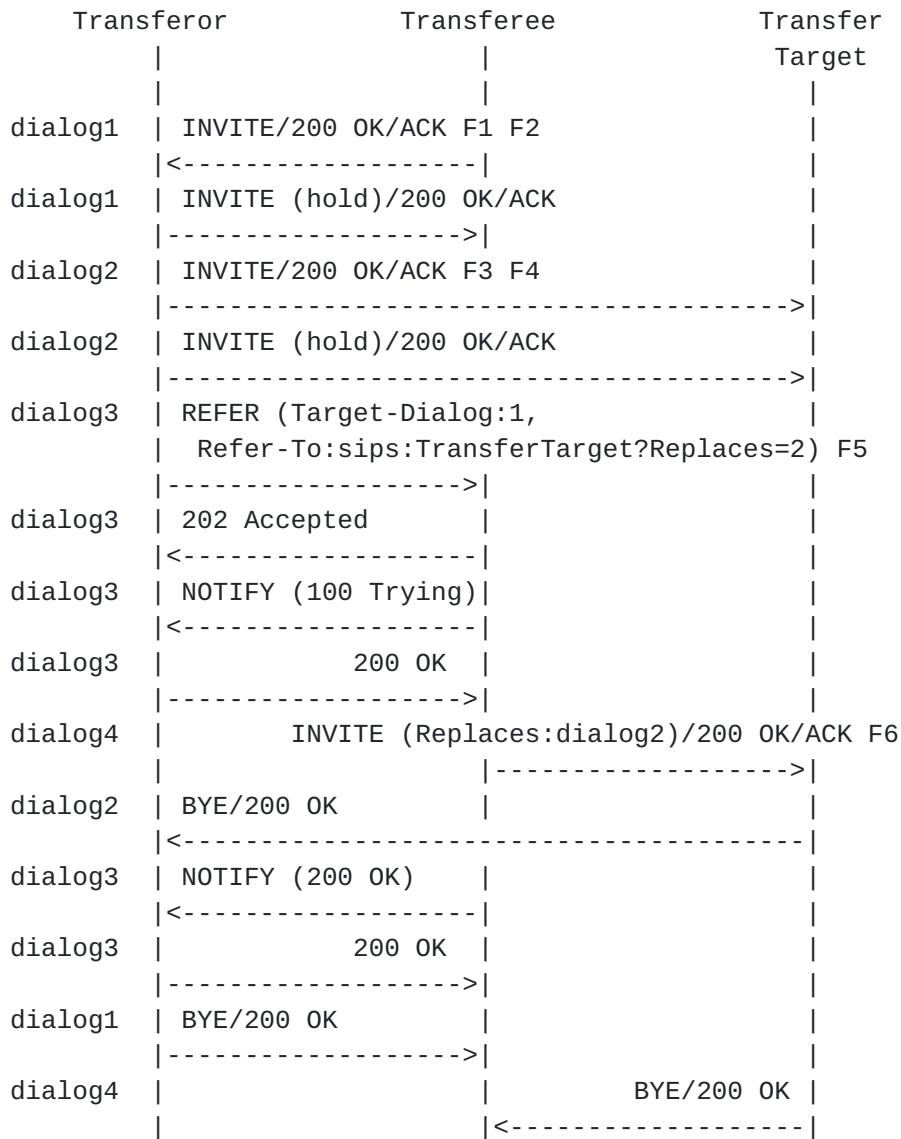 Transferor           Transferee             Transfer
             |                    |                  Target
             |                    |                    |
   dialog1   | INVITE/200 OK/ACK F1 F2                 |
             |<-------------------|                    |
   dialog1   | INVITE (hold)/200 OK/ACK                |
             |------------------->|                    |
   dialog2   | INVITE/200 OK/ACK F3 F4                 |
             |---------------------------------------->|
   dialog2   | INVITE (hold)/200 OK/ACK                |
             |---------------------------------------->|
   dialog3   | REFER (Target-Dialog:1,                 |
             |  Refer-To:sips:TransferTarget?Replaces=2) F5
             |------------------->|                    |
   dialog3   | 202 Accepted       |                    |
             |<-------------------|                    |
   dialog3   | NOTIFY (100 Trying)|                    |
             |<-------------------|                    |
   dialog3   |            200 OK  |                    |
             |------------------->|                    |
   dialog4   |        INVITE (Replaces:dialog2)/200 OK/ACK F6
             |                    |------------------->|
   dialog2   | BYE/200 OK         |                    |
             |<----------------------------------------|
   dialog3   | NOTIFY (200 OK)    |                    |
             |<-------------------|                    |
   dialog3   |            200 OK  |                    |
             |------------------->|                    |
   dialog1   | BYE/200 OK         |                    |
             |------------------->|                    |
   dialog4   |                    |         BYE/200 OK |
             |                    |<-------------------|